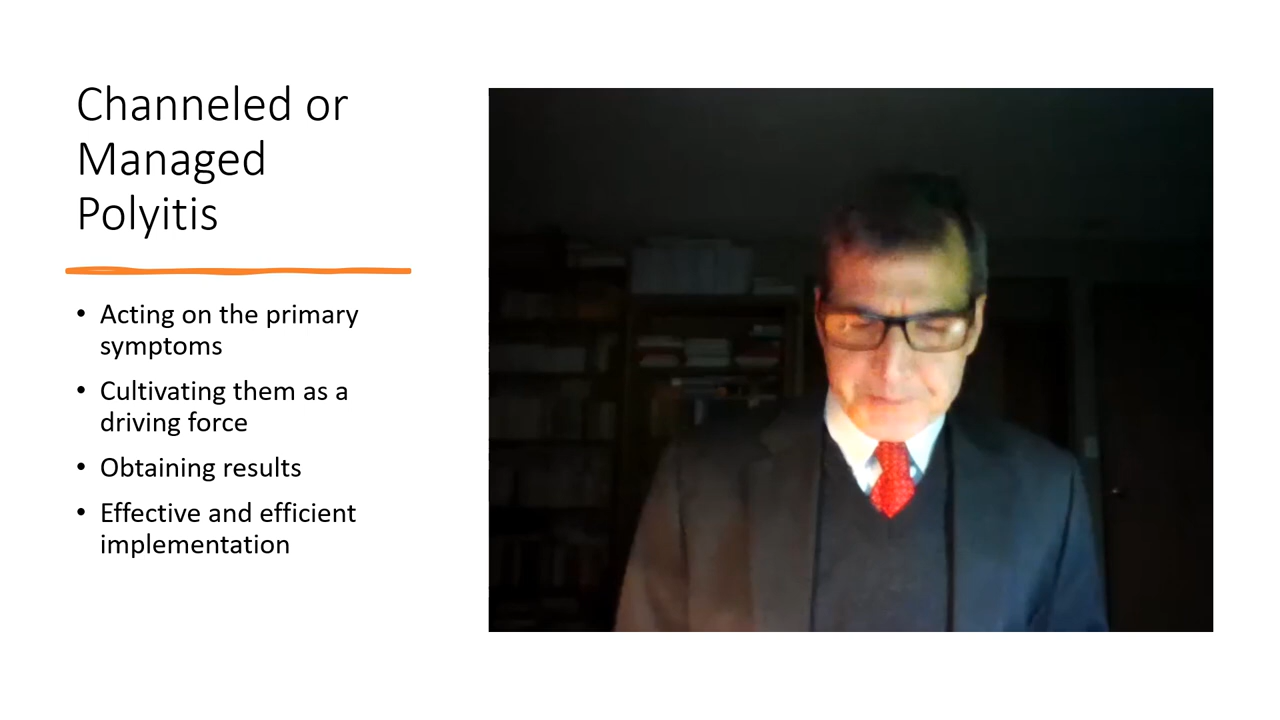 Channeled or
Managed
Polyitis
• Acting on the primary
symptoms
• Cultivating them as a
driving force
• Obtaining results
• Effective and efficient
implementation